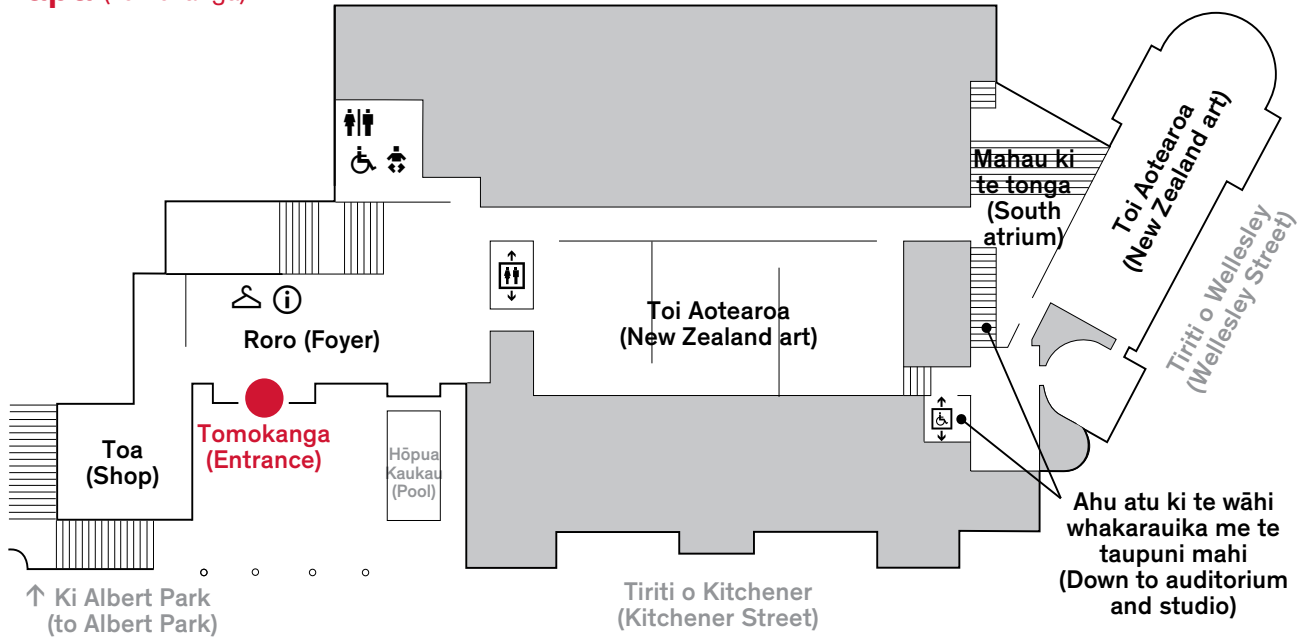 Mahau ki
te tonga
(South
atrium)
Toi Aotearoa
(New Zealand art)
Tiriti o Wellesley
(Wellesley Street)
Toi Aotearoa
(New Zealand art)
Roro (Foyer)
Tomokanga
(Entrance)
Toa
(Shop)
Hōpua
Kaukau
(Pool)
Ahu atu ki te wāhi
whakarauika me te
taupuni mahi
(Down to auditorium
and studio)
Tiriti o Kitchener
(Kitchener Street)
↑ Ki Albert Park
(to Albert Park)